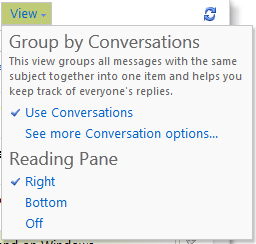 View
Group by Conversations
This view groups all messages with the same
subject together into one item and helps you
keep track of everyone's replies.
Use Conversations
See more Conversation options...
Reading Pane
Right
Bottom
Off
and on Windows